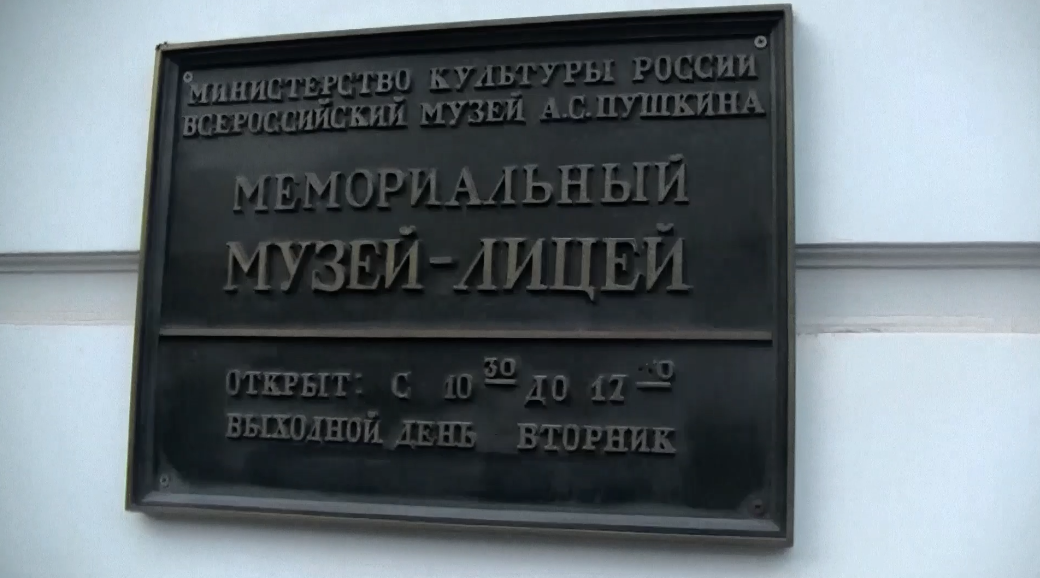 МИНИСТЕРСТВО КУЛЬТУРЫ РОССИИ
ВСЕРОССИЙСКИЙ МУЗЕЙ А.С.ПУШКИНА
МЕМОРИАЛЬНЫЙ
МУЗЕЙ-ЛИЦЕЙ
ОТКРЫТ: С 10 30 ДО 17
ВЫХОДНОЙ ДЕНЬ ВТОРНИК